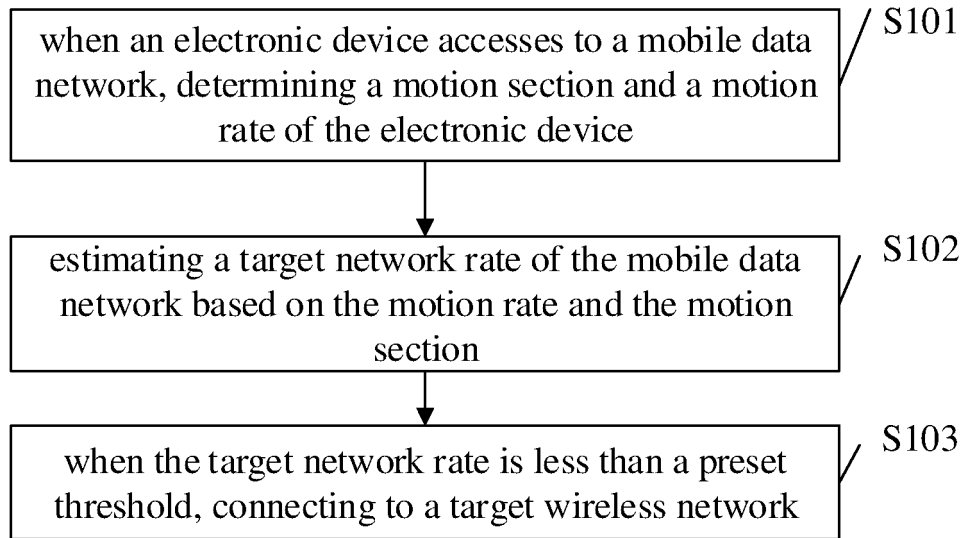 when an electronic device accesses to a mobile data
network, determining a motion section and a motion
rate of the electronic device
S101
estimating a target network rate of the mobile data
network based on the motion rate and the motion
section
S102
when the target network rate is less than a preset
threshold, connecting to a target wireless network
S103